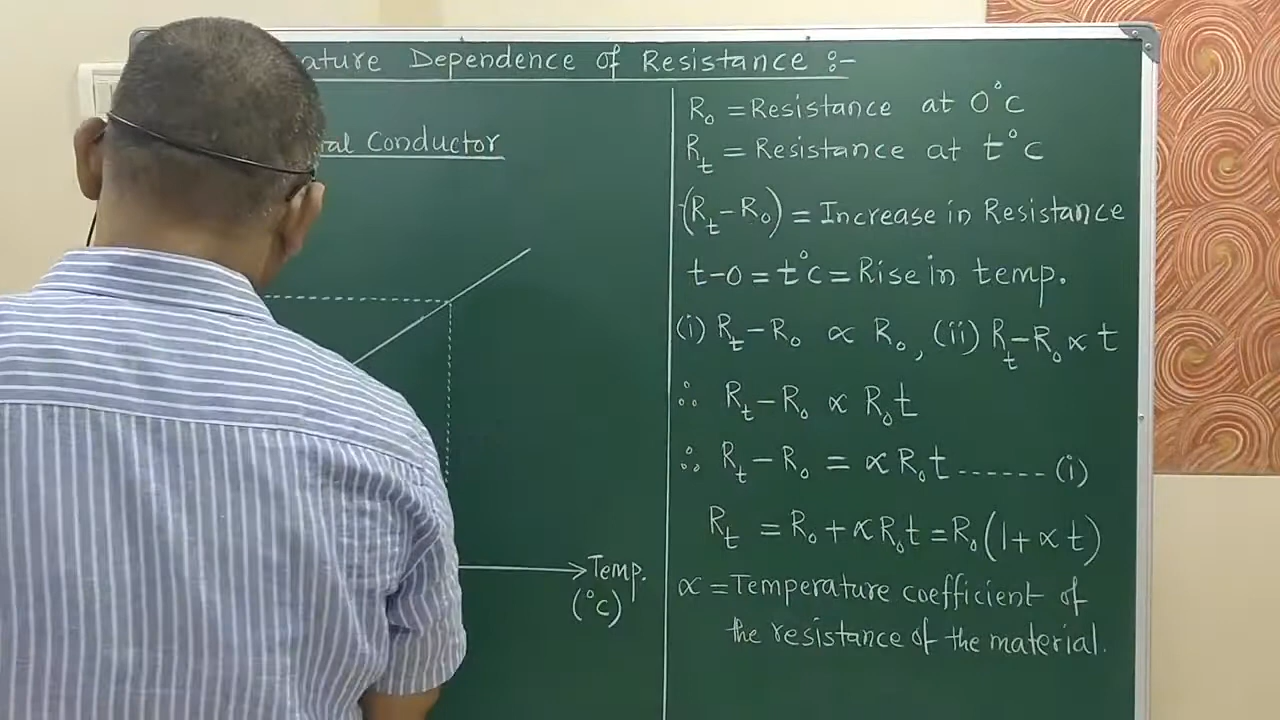 ature Dependence of Resistance :-
al Conductor
Temp.
(°c)
R₀ = Resistance at 0°c
Rₜ = Resistance at t°c
(Rₜ-R₀) = Increase in Resistance
t-0 = t°c = Rise in temp.
(i) Rₜ-R₀ ∝ R₀, (ii) Rₜ-R₀ ∝ t
∴ Rₜ-R₀ ∝ R₀t
∴ Rₜ-R₀ = ∝ R₀t ------ (i)
Rₜ = R₀ + ∝ R₀t = R₀(1+ ∝ t)
∝ = Temperature coefficient of
the resistance of the material.